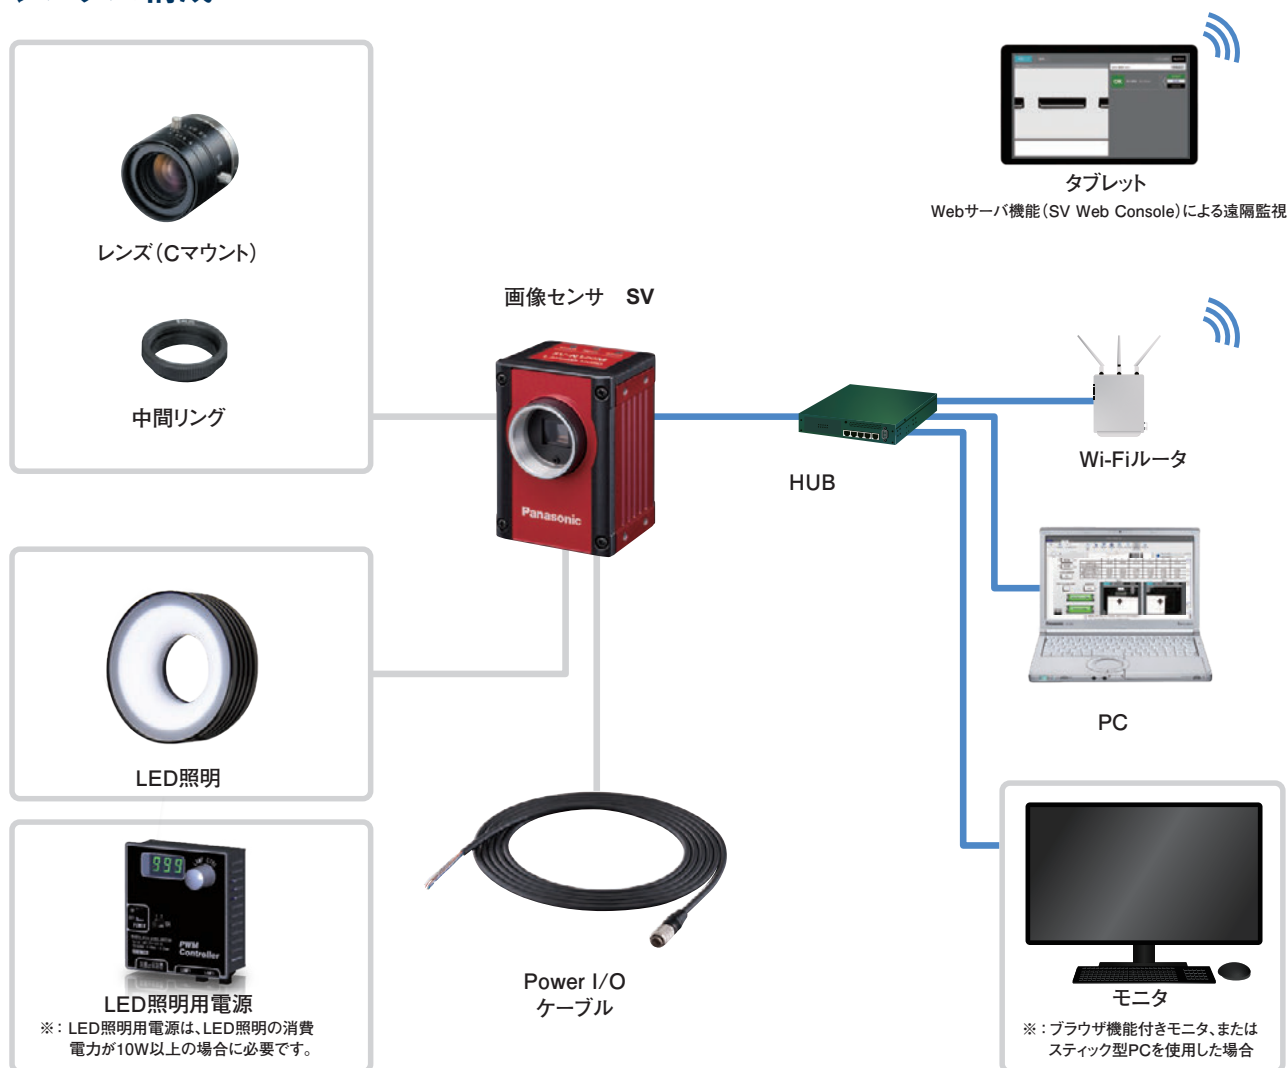 レンズ（Cマウント）
中間リング
画像センサ SV
Panasonic
HUB
タブレット
Webサーバ機能（SV Web Console）による遠隔監視
Wi-Fiルータ
PC
LED照明
999
PWM
Controller
LED照明用電源
※：LED照明用電源は、LED照明の消費
電力が10W以上の場合に必要です。
Power I/O
ケーブル
モニタ
※：ブラウザ機能付きモニタ、または
スティック型PCを使用した場合